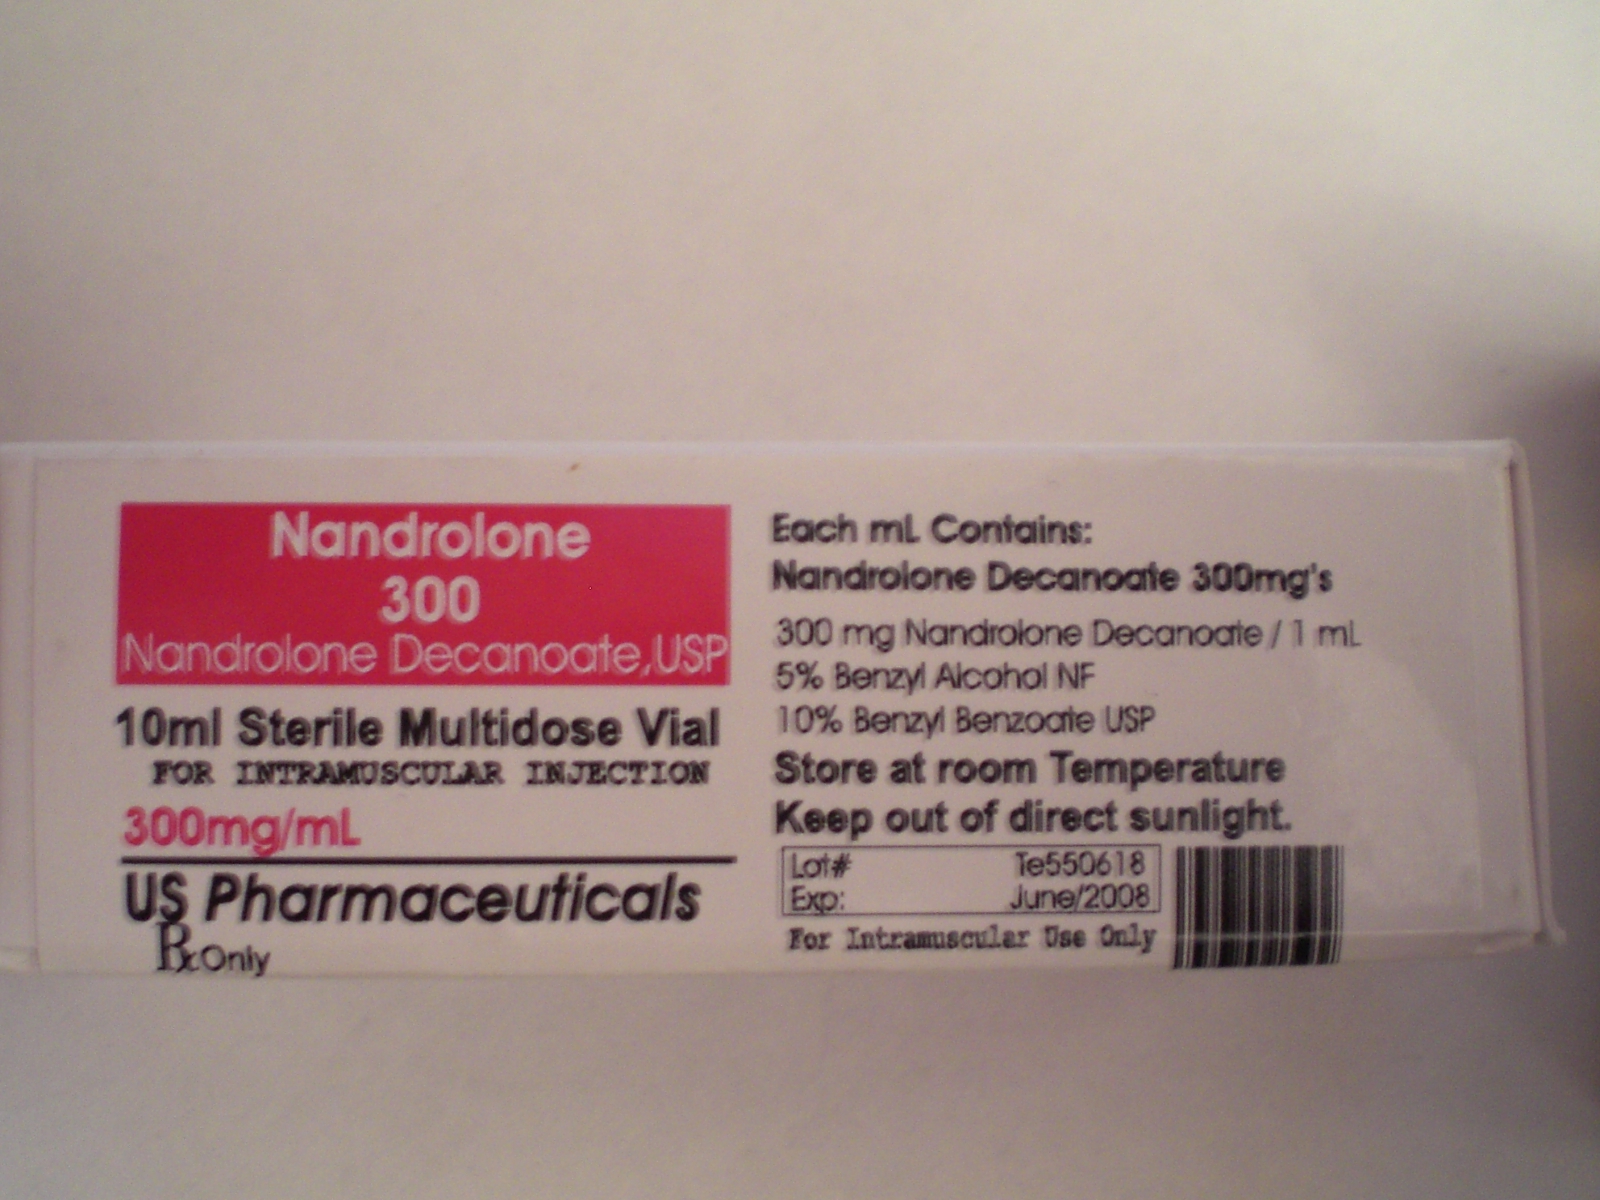 Nandrolone
300
Nandrolone Decanoate,USP
10ml Sterile Multidose Vial
FOR INTRAMUSCULAR INJECTION
300mg/mL
US Pharmaceuticals
Rx Only
Each mL Contains:
Nandrolone Decanoate 300mg's
300 mg Nandrolone Decanoate / 1 mL
5% Benzyl Alcohol NF
10% Benzyl Benzoate USP
Store at room Temperature
Keep out of direct sunlight.
Lot# Te550618
Exp: June/2008
For Intramuscular Use Only